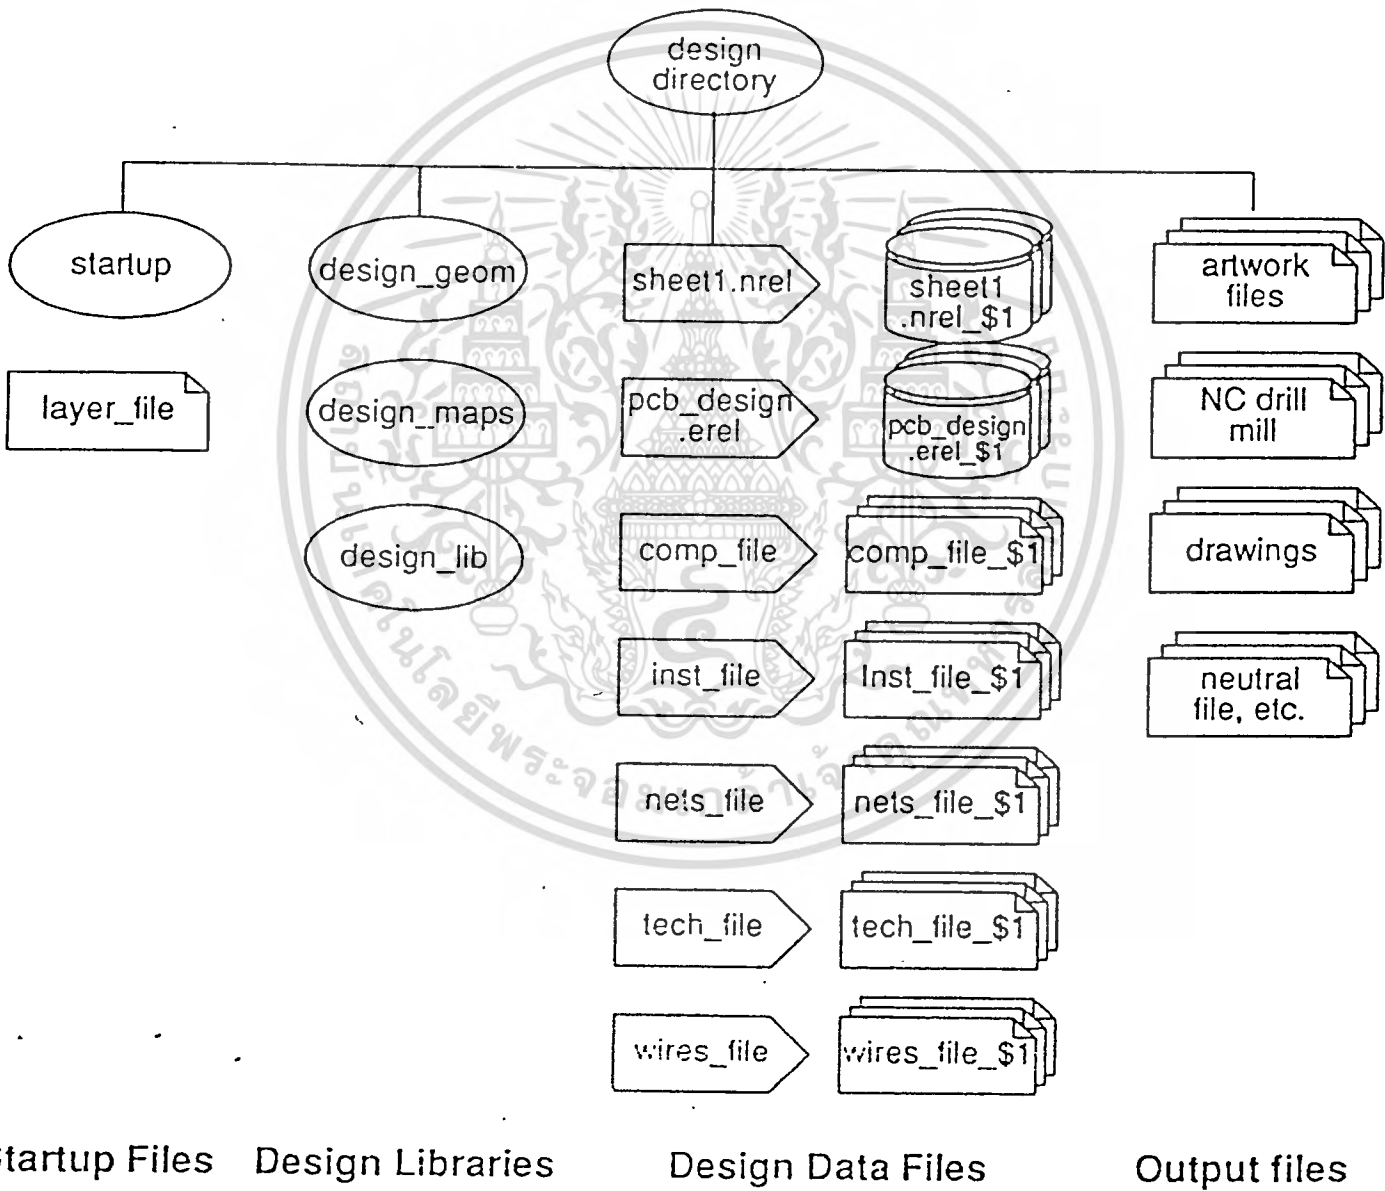 design
directory
startup
design_geom
sheet1.nrel
sheet1
.nrel_$1
artwork
files
layer_file
design_maps
pcb_design
.erel
pcb_design
.erel_$1
NC drill
mill
design_lib
comp_file
comp_file_$1
drawings
inst_file
Inst_file_$1
neutral
file, etc.
nets_file
nets_file_$1
tech_file
tech_file_$1
wires_file
wires_file_$1
tartup Files
Design Libraries
Design Data Files
Output files